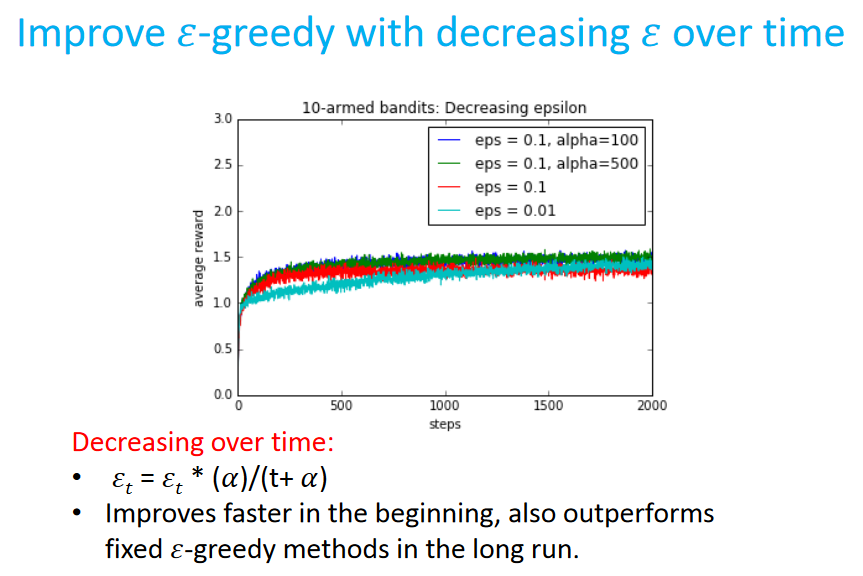 Improve ε-greedy with decreasing ε over time
10-armed bandits: Decreasing epsilon
eps = 0.1, alpha=100
eps = 0.1, alpha=500
eps = 0.1
eps = 0.01
average reward
3.0
2.5
2.0
1.5
1.0
0.5
0.0
0 500 1000 1500 2000
steps
Decreasing over time:
• εₜ = εₜ * (α)/(t+ α)
• Improves faster in the beginning, also outperforms
fixed ε-greedy methods in the long run.